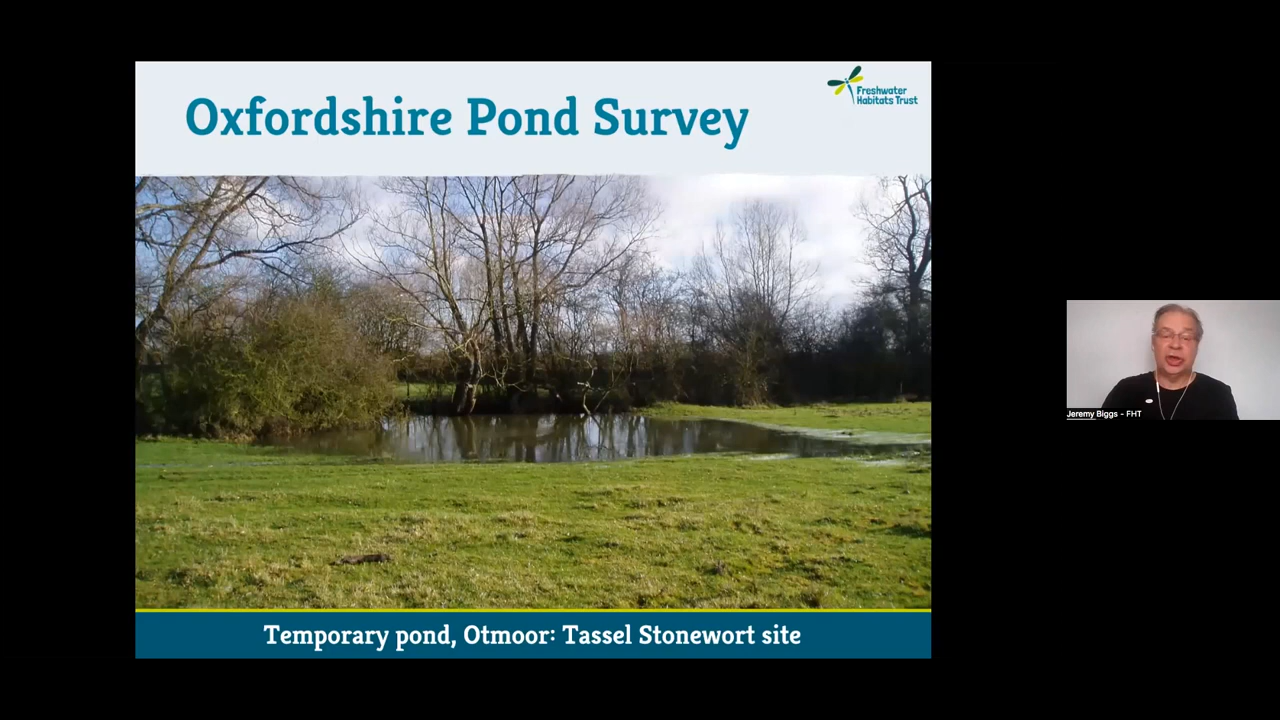 Oxfordshire Pond Survey
Freshwater
Habitats Trust
Jeremy Biggs - FHT
Temporary pond, Otmoor: Tassel Stonewort site